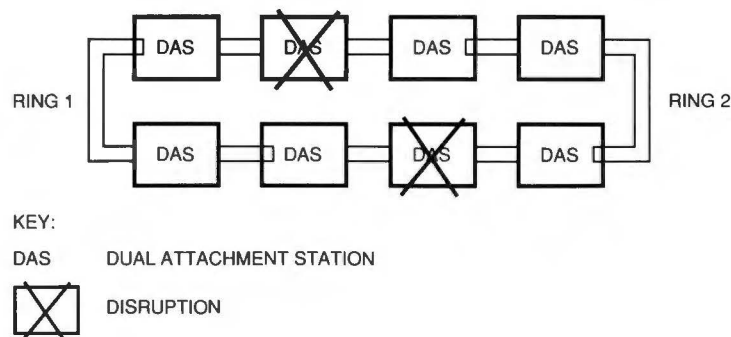 DAS DAS DAS DAS
RING 1 RING 2
DAS DAS DAS DAS
KEY:
DAS DUAL ATTACHMENT STATION
DISRUPTION